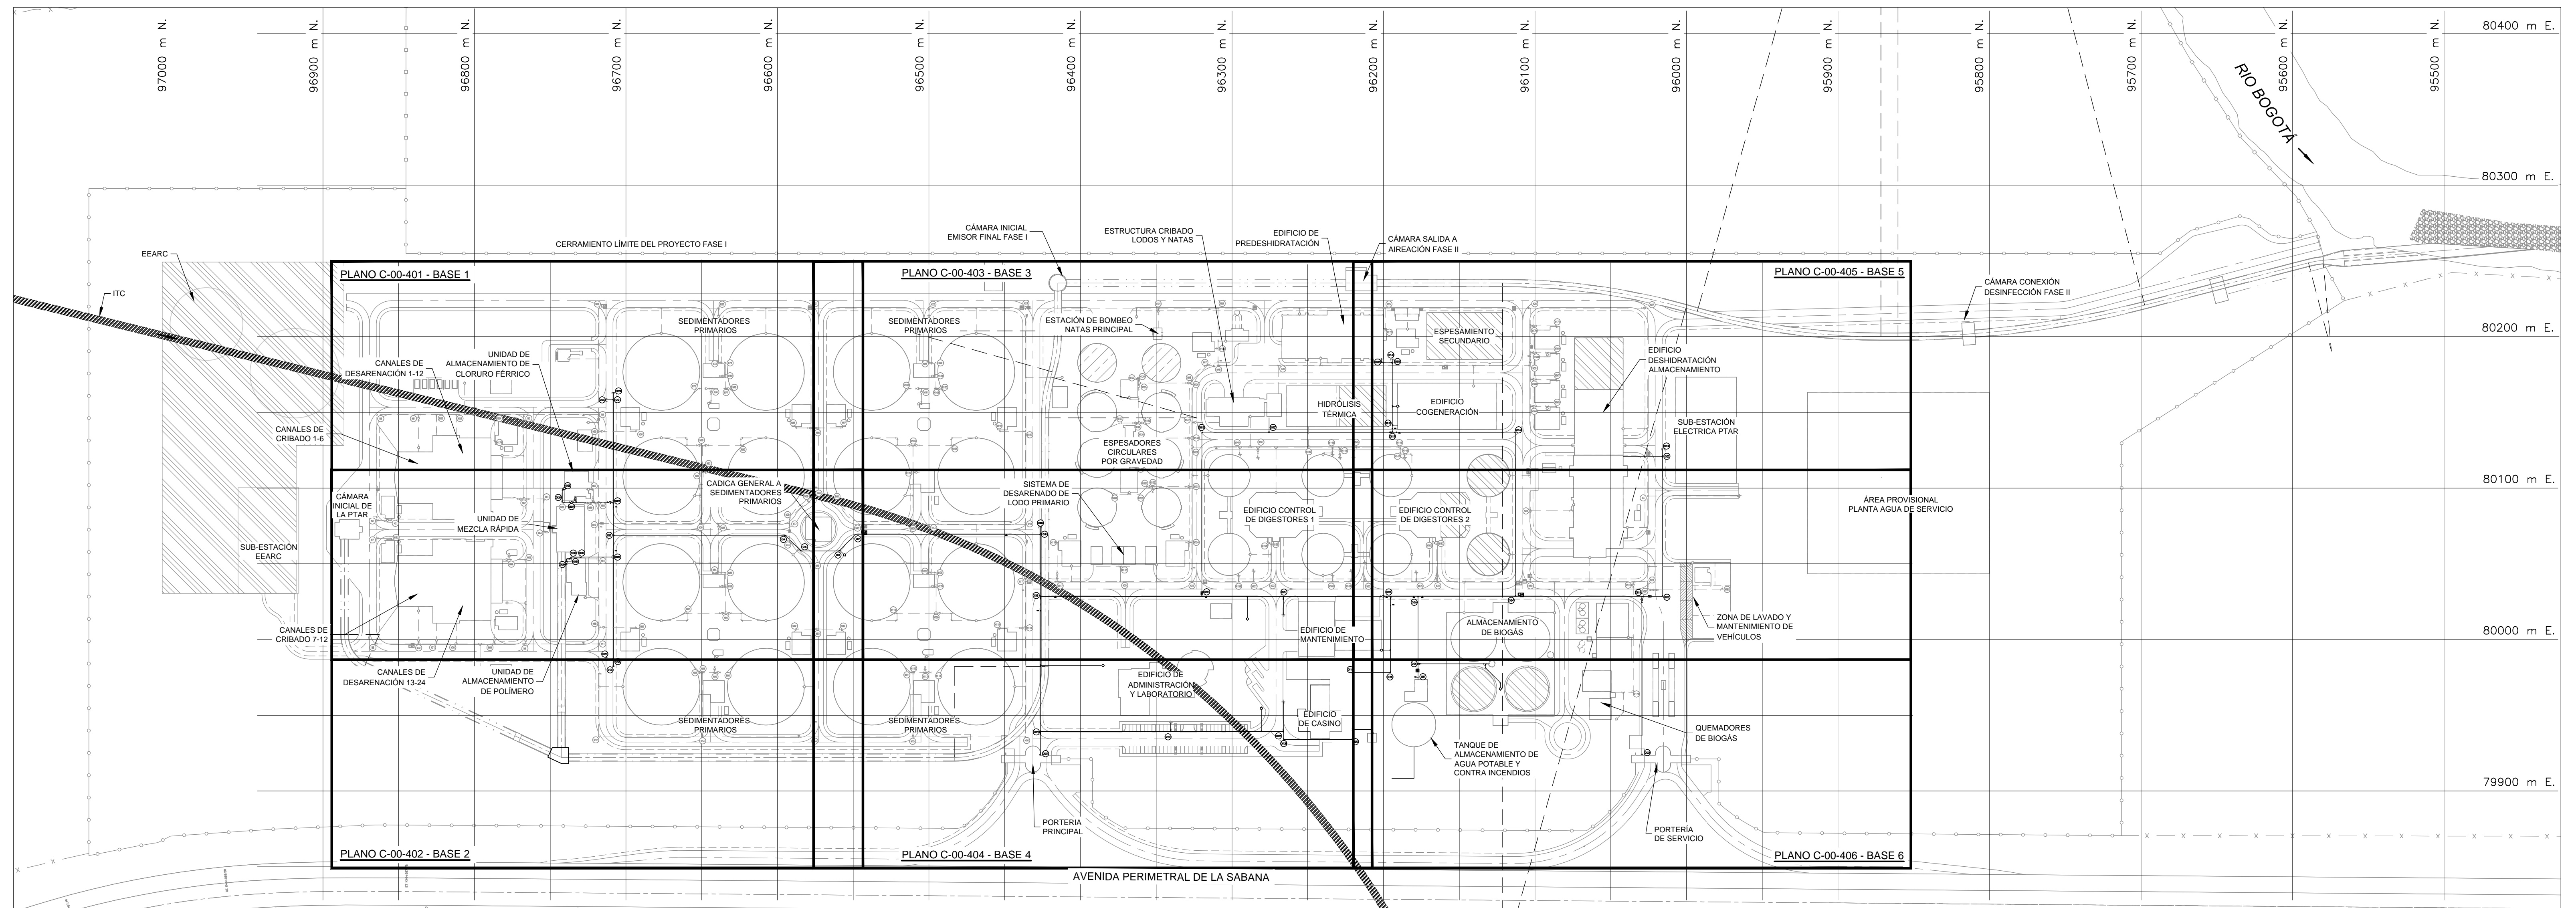 97000 m N.
96900 m N.
96800 m N.
96700 m N.
96600 m N.
96500 m N.
96400 m N.
96300 m N.
96200 m N.
96100 m N.
96000 m N.
95900 m N.
95800 m N.
95700 m N.
95600 m N.
95500 m N.
80400 m E.
RIO BOGOTÁ
80300 m E.
CÁMARA INICIAL
EMISOR FINAL FASE I
ESTRUCTURA CRIBADO
LODOS Y NATAS
EDIFICIO DE
PREDESHIDRATACIÓN
CÁMARA SALIDA A
AIREACIÓN FASE II
CERRAMIENTO LÍMITE DEL PROYECTO FASE I
EEARC
PLANO C-00-401 - BASE 1
PLANO C-00-403 - BASE 3
PLANO C-00-405 - BASE 5
CÁMARA CONEXIÓN
DESINFECCIÓN FASE II
ITC
SEDIMENTADORES
PRIMARIOS
SEDIMENTADORES
PRIMARIOS
ESTACIÓN DE BOMBEO
NATAS PRINCIPAL
ESPESAMIENTO
SECUNDARIO
80200 m E.
CANALES DE
DESARENACIÓN 1-12
UNIDAD DE
ALMACENAMIENTO DE
CLORURO FÉRRICO
EDIFICIO
DESHIDRATACIÓN
ALMACENAMIENTO
HIDRÓLISIS
TÉRMICA
EDIFICIO
COGENERACIÓN
CANALES DE
CRIBADO 1-6
SUB-ESTACIÓN
ELECTRICA PTAR
ESPESADORES
CIRCULARES
POR GRAVEDAD
80100 m E.
CÁMARA
INICIAL DE
LA PTAR
CADICA GENERAL A
SEDIMENTADORES
PRIMARIOS
SISTEMA DE
DESARENADO DE
LODO PRIMARIO
UNIDAD DE
MEZCLA RÁPIDA
EDIFICIO CONTROL
DE DIGESTORES 1
EDIFICIO CONTROL
DE DIGESTORES 2
ÁREA PROVISIONAL
PLANTA AGUA DE SERVICIO
SUB-ESTACIÓN
EEARC
CANALES DE
CRIBADO 7-12
EDIFICIO DE
MANTENIMIENTO
ALMACENAMIENTO
DE BIOGÁS
ZONA DE LAVADO Y
MANTENIMIENTO DE
VEHÍCULOS
80000 m E.
CANALES DE
DESARENACIÓN 13-24
UNIDAD DE
ALMACENAMIENTO
DE POLÍMERO
EDIFICIO DE
ADMINISTRACIÓN
Y LABORATORIO
SEDIMENTADORES
PRIMARIOS
SEDIMENTADORES
PRIMARIOS
EDIFICIO
DE CASINO
QUEMADORES
DE BIOGÁS
TANQUE DE
ALMACENAMIENTO DE
AGUA POTABLE Y
CONTRA INCENDIOS
79900 m E.
PORTERIA
PRINCIPAL
PORTERÍA
DE SERVICIO
PLANO C-00-402 - BASE 2
PLANO C-00-404 - BASE 4
PLANO C-00-406 - BASE 6
AVENIDA PERIMETRAL DE LA SABANA